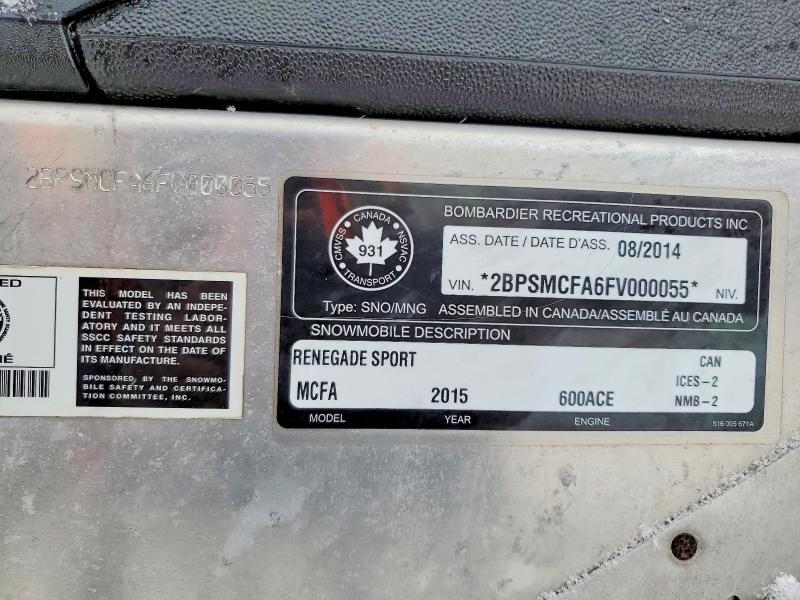 2BPSMCFA6FV000055
THIS MODEL HAS BEEN
EVALUATED BY AN INDEPE-
DENT TESTING LABOR-
ATORY AND IT MEETS ALL
SSCC SAFETY STANDARDS
IN EFFECT ON THE DATE OF
ITS MANUFACTURE.
SPONSORED BY THE SNOWMO-
BILE SAFETY AND CERTIFICA-
TION COMMITTEE, INC.
CANADA
CMVSS
931
NSVAC
TRANSPORT
BOMBARDIER RECREATIONAL PRODUCTS INC
ASS. DATE / DATE D'ASS. 08/2014
VIN. *2BPSMCFA6FV000055* NIV.
Type: SNO/MNG ASSEMBLED IN CANADA/ASSEMBLÉ AU CANADA
SNOWMOBILE DESCRIPTION
RENEGADE SPORT CAN
ICES-2
MCFA 2015 600ACE NMB-2
MODEL YEAR ENGINE 516 005 671A